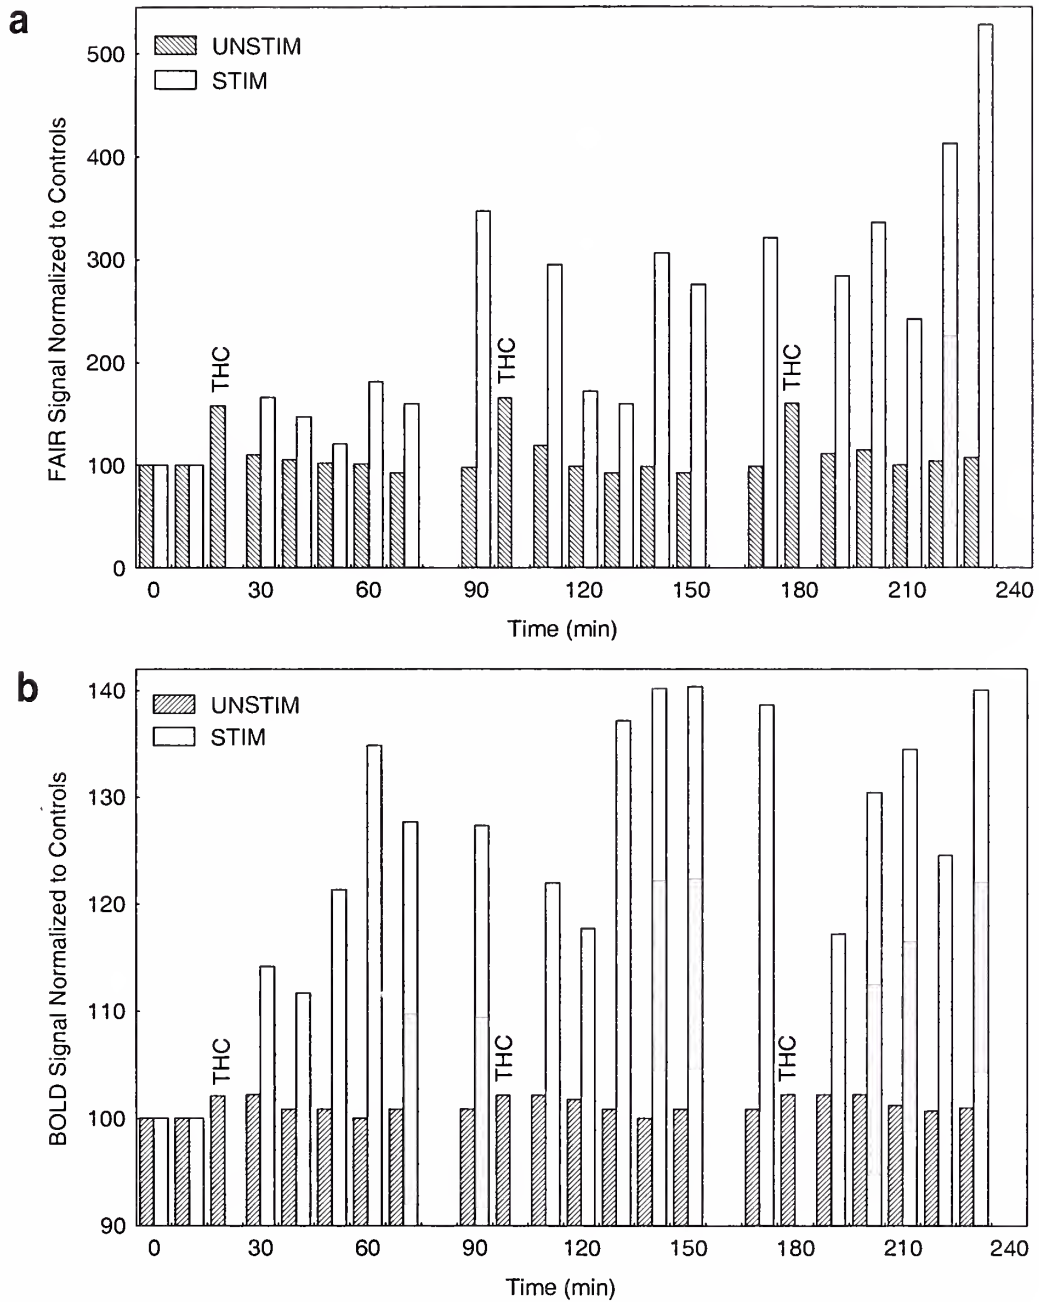 a
UNSTIM
STIM
FAIR Signal Normalized to Controls
500
400
300
200
100
0
THC
THC
THC
0 30 60 90 120 150 180 210 240
Time (min)
b
UNSTIM
STIM
BOLD Signal Normalized to Controls
140
130
120
110
100
90
THC
THC
THC
0 30 60 90 120 150 180 210 240
Time (min)